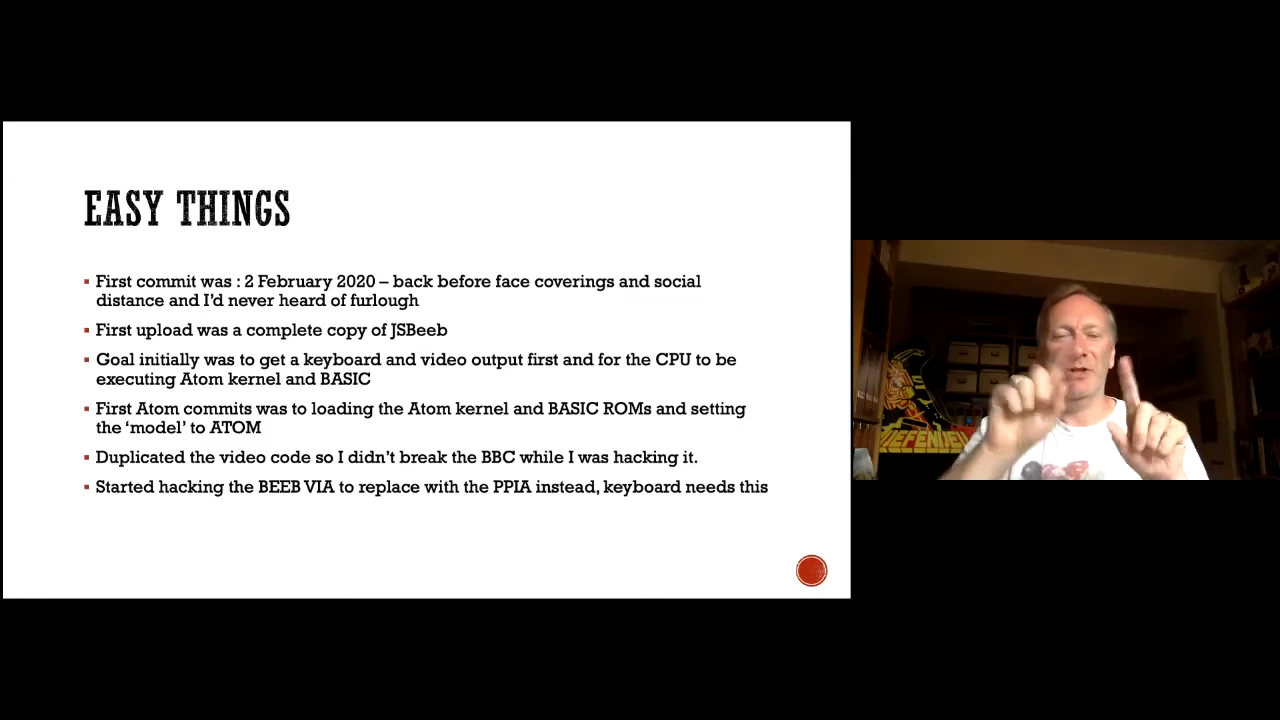 EASY THINGS
▪ First commit was : 2 February 2020 – back before face coverings and social
distance and I'd never heard of furlough
▪ First upload was a complete copy of JSBeeb
▪ Goal initially was to get a keyboard and video output first and for the CPU to be
executing Atom kernel and BASIC
▪ First Atom commits was to loading the Atom kernel and BASIC ROMs and setting
the ‘model’ to ATOM
▪ Duplicated the video code so I didn't break the BBC while I was hacking it.
▪ Started hacking the BEEB VIA to replace with the PPIA instead, keyboard needs this
DEFENDER